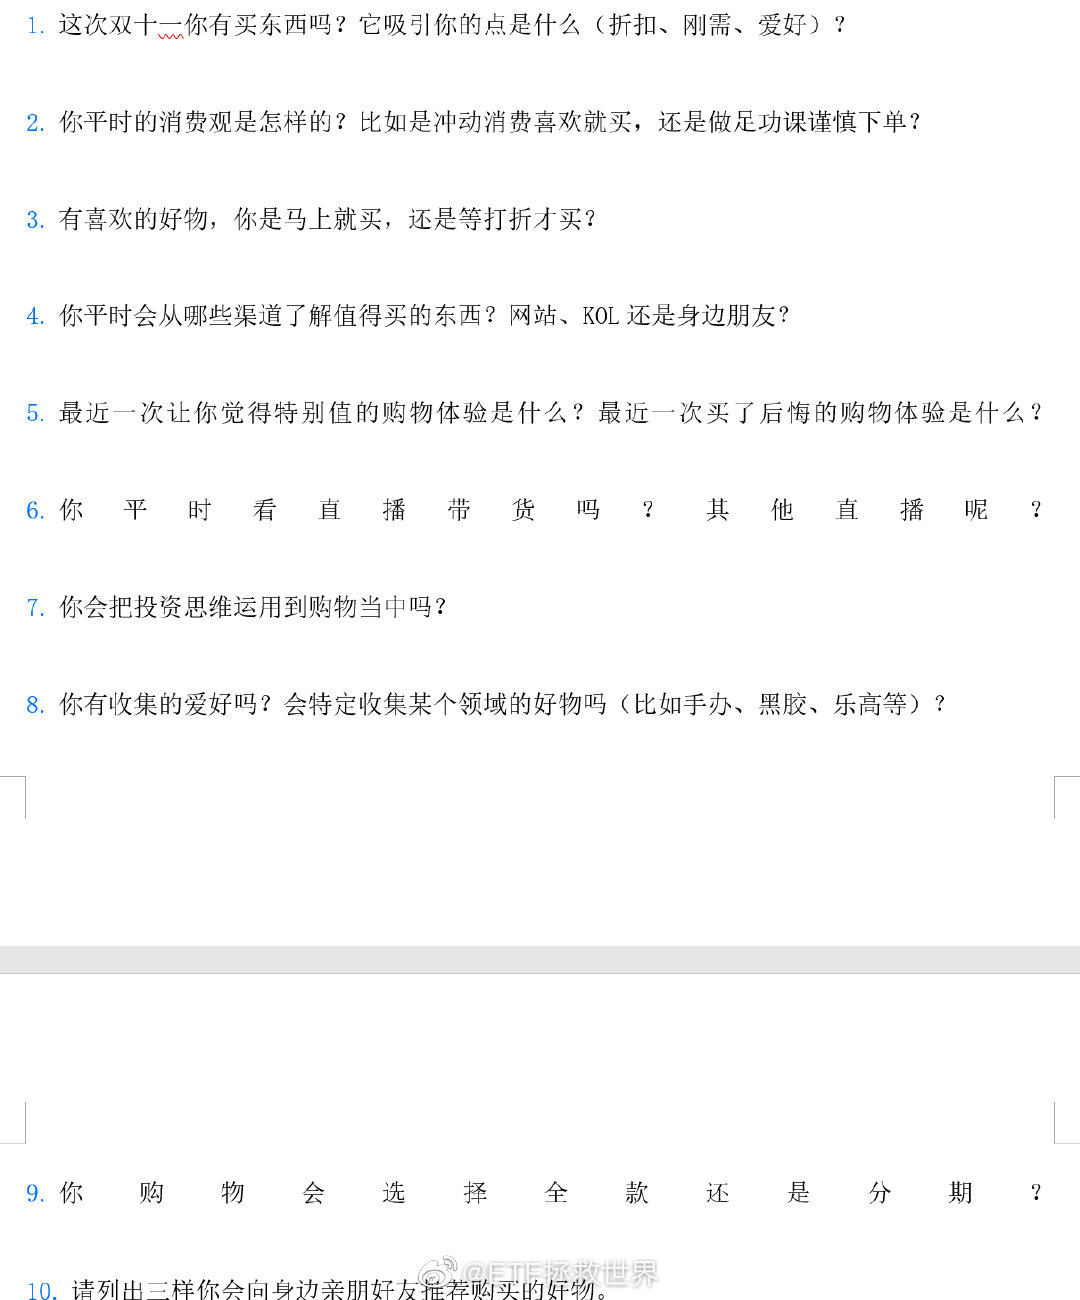 1. 这次双十一你有买东西吗？它吸引你的点是什么（折扣、刚需、爱好）？
2. 你平时的消费观是怎样的？比如是冲动消费喜欢就买，还是做足功课谨慎下单？
3. 有喜欢的好物，你是马上就买，还是等打折才买？
4. 你平时会从哪些渠道了解值得买的东西？网站、KOL 还是身边朋友？
5. 最近一次让你觉得特别值的购物体验是什么？最近一次买了后悔的购物体验是什么？
6. 你平时看直播带货吗？其他直播呢？
7. 你会把投资思维运用到购物当中吗？
8. 你有收集的爱好吗？会特定收集某个领域的好物吗（比如手办、黑胶、乐高等）？
9. 你购物会选择全款还是分期？
@ETF拯救世界
10. 请列出三样你会向身边亲朋好友推荐购买的好物。